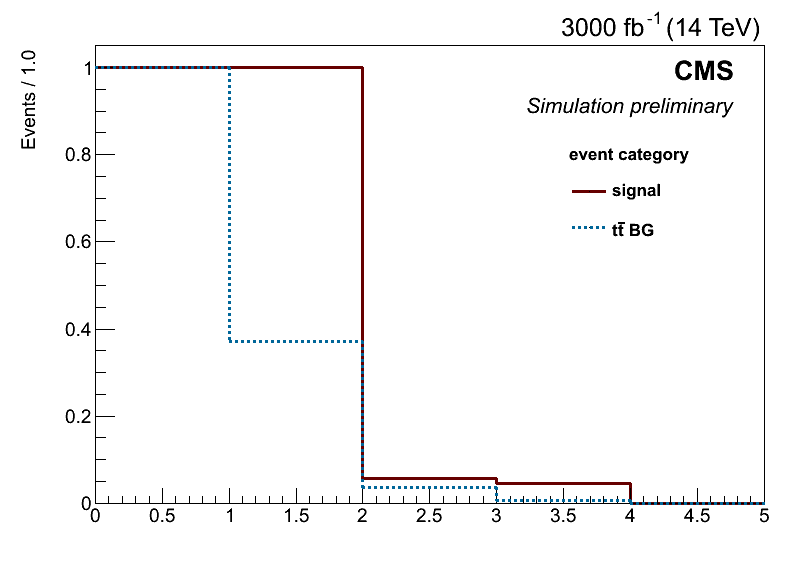 3000 fb⁻¹ (14 TeV)
Events / 1.0
CMS
Simulation preliminary
event category
signal
tt̄ BG
1
0.8
0.6
0.4
0.2
0
0 0.5 1 1.5 2 2.5 3 3.5 4 4.5 5